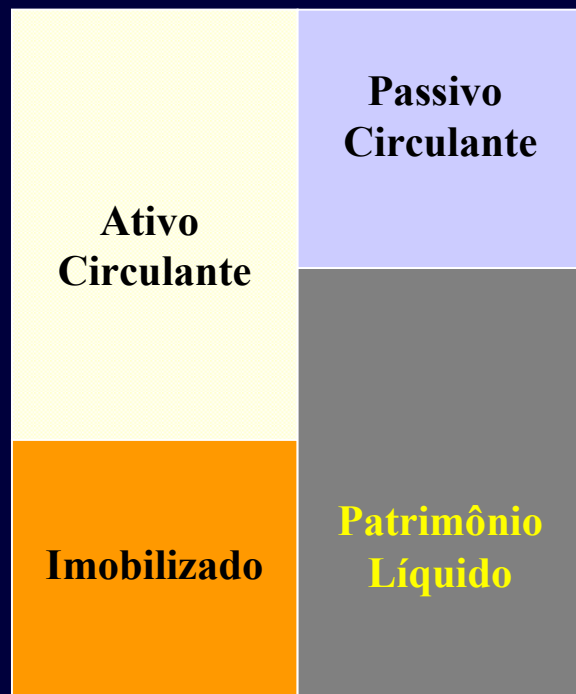 Ativo
Circulante
Imobilizado
Passivo
Circulante
Patrimônio
Líquido